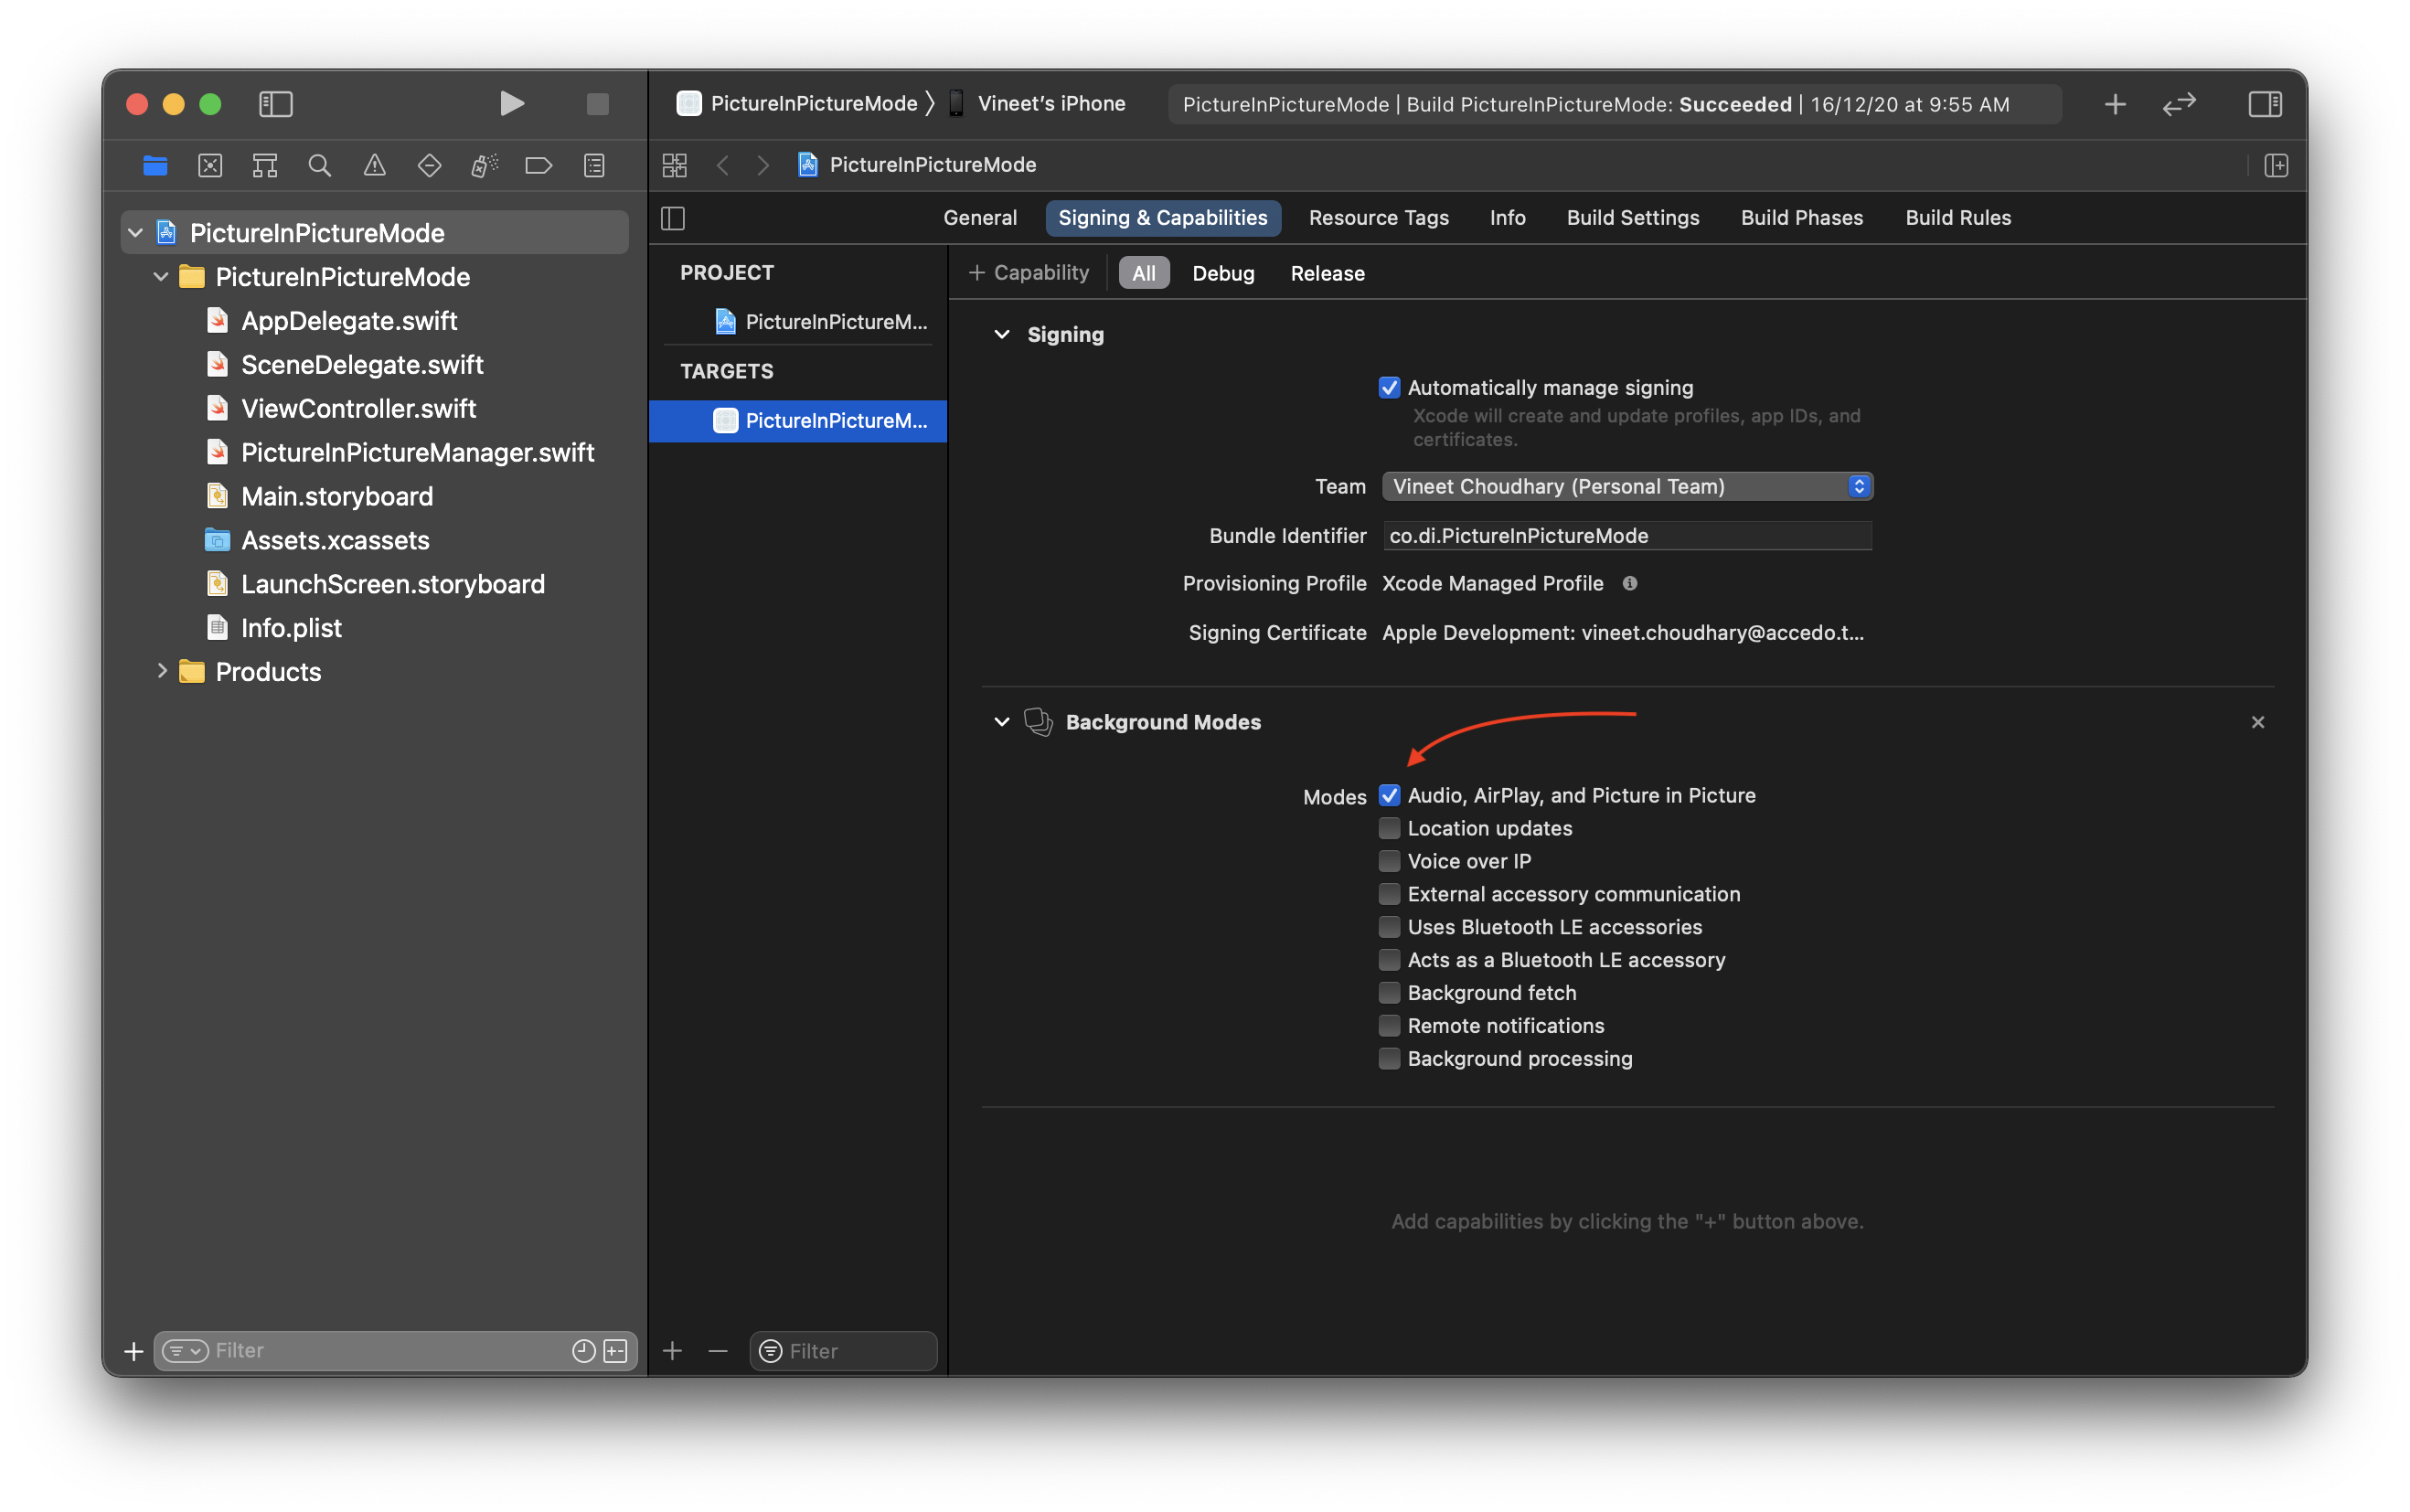 PictureInPictureMode
Vineet's iPhone
PictureInPictureMode | Build PictureInPictureMode: Succeeded | 16/12/20 at 9:55 AM
PictureInPictureMode
PictureInPictureMode
PictureInPictureMode
AppDelegate.swift
SceneDelegate.swift
ViewController.swift
PictureInPictureManager.swift
Main.storyboard
Assets.xcassets
LaunchScreen.storyboard
Info.plist
Products
Filter
General
Signing & Capabilities
Resource Tags
Info
Build Settings
Build Phases
Build Rules
PROJECT
PictureInPictureM...
TARGETS
PictureInPictureM...
Filter
+ Capability
All
Debug
Release
Signing
Automatically manage signing
Xcode will create and update profiles, app IDs, and
certificates.
Team
Vineet Choudhary (Personal Team)
Bundle Identifier
co.di.PictureInPictureMode
Provisioning Profile
Xcode Managed Profile
Signing Certificate
Apple Development: vineet.choudhary@accedo.t...
Background Modes
Modes
Audio, AirPlay, and Picture in Picture
Location updates
Voice over IP
External accessory communication
Uses Bluetooth LE accessories
Acts as a Bluetooth LE accessory
Background fetch
Remote notifications
Background processing
Add capabilities by clicking the "+" button above.